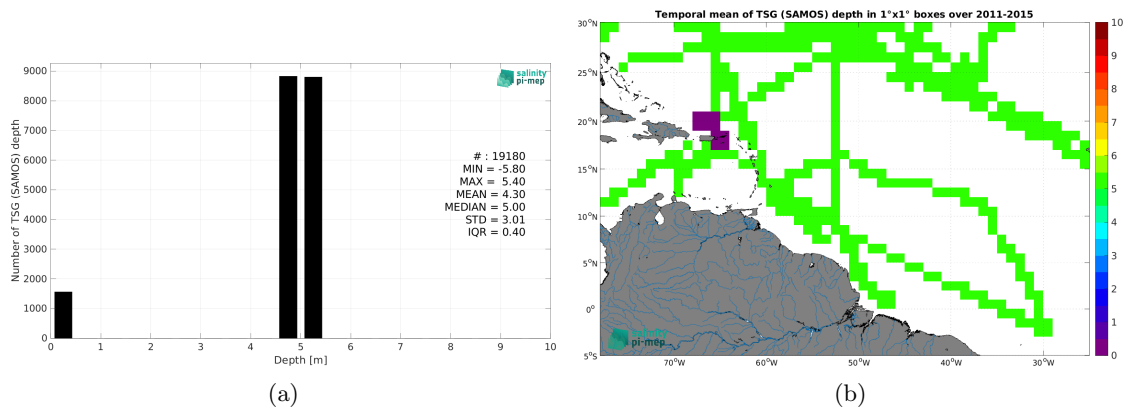 Number of TSG (SAMOS) depth
9000
8000
7000
6000
5000
4000
3000
2000
1000
0
0 1 2 3 4 5 6 7 8 9 10
Depth [m]
salinity
pi-mep
# : 19180
MIN = -5.80
MAX = 5.40
MEAN = 4.30
MEDIAN = 5.00
STD = 3.01
IQR = 0.40
(a)
Temporal mean of TSG (SAMOS) depth in 1°x1° boxes over 2011-2015
30°N
25°N
20°N
15°N
10°N
5°N
0°
5°S
70°W 60°W 50°W 40°W 30°W
salinity
pi-mep
10
9
8
7
6
5
4
3
2
1
0
(b)